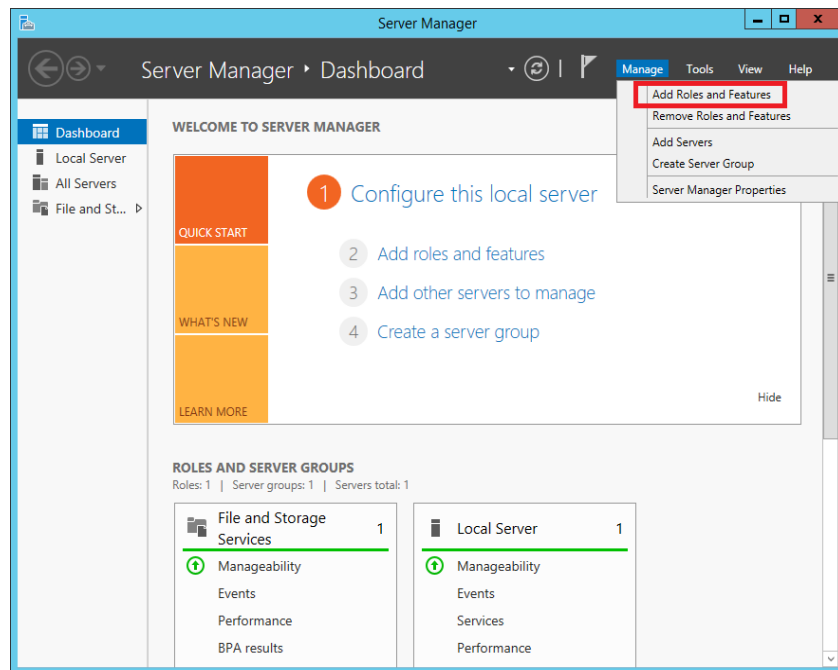 Server Manager
Server Manager • Dashboard
Manage Tools View Help
Add Roles and Features
Remove Roles and Features
Add Servers
Create Server Group
Server Manager Properties
Dashboard
Local Server
All Servers
File and St...
WELCOME TO SERVER MANAGER
QUICK START
WHAT'S NEW
LEARN MORE
1 Configure this local server
2 Add roles and features
3 Add other servers to manage
4 Create a server group
Hide
ROLES AND SERVER GROUPS
Roles: 1 | Server groups: 1 | Servers total: 1
File and Storage
Services
1
Manageability
Events
Performance
BPA results
Local Server 1
Manageability
Events
Services
Performance